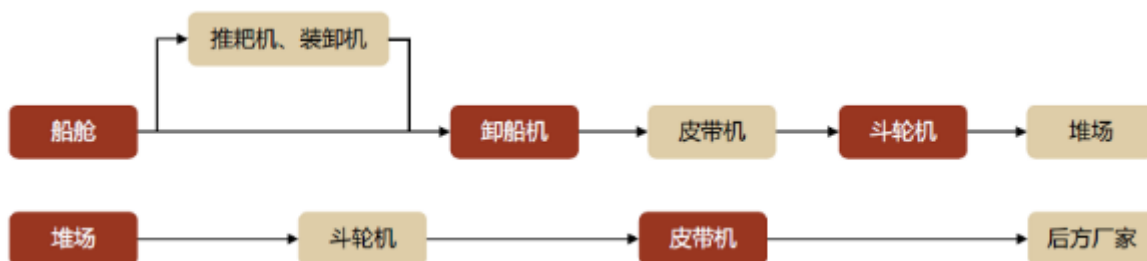 推耙机、装卸机
船舱
卸船机
皮带机
斗轮机
堆场
堆场
斗轮机
皮带机
后方厂家